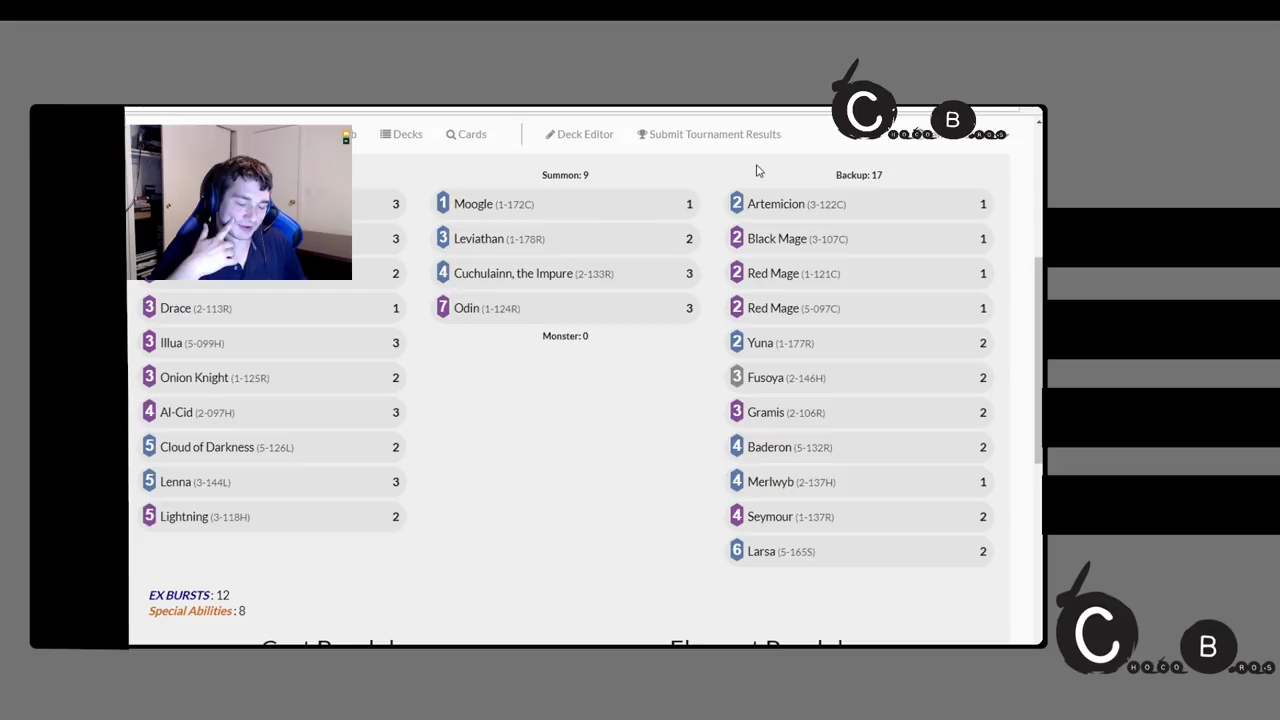 b Decks Cards Deck Editor Submit Tournament Results
C HOCO B ROS
3
3
2
3 Drace (2-113R) 1
3 Illua (5-099H) 3
3 Onion Knight (1-125R) 2
4 Al-Cid (2-097H) 3
5 Cloud of Darkness (5-126L) 2
5 Lenna (3-144L) 3
5 Lightning (3-118H) 2
Summon: 9
1 Moogle (1-172C) 1
3 Leviathan (1-178R) 2
4 Cuchulainn, the Impure (2-133R) 3
7 Odin (1-124R) 3
Monster: 0
Backup: 17
2 Artemicion (3-122C) 1
2 Black Mage (3-107C) 1
2 Red Mage (1-121C) 1
2 Red Mage (5-097C) 1
2 Yuna (1-177R) 2
3 Fusoya (2-146H) 2
3 Gramis (2-106R) 2
4 Baderon (5-132R) 2
4 Merlwyb (2-137H) 1
4 Seymour (1-137R) 2
6 Larsa (5-165S) 2
EX BURSTS: 12
Special Abilities: 8
C HOCO B ROS